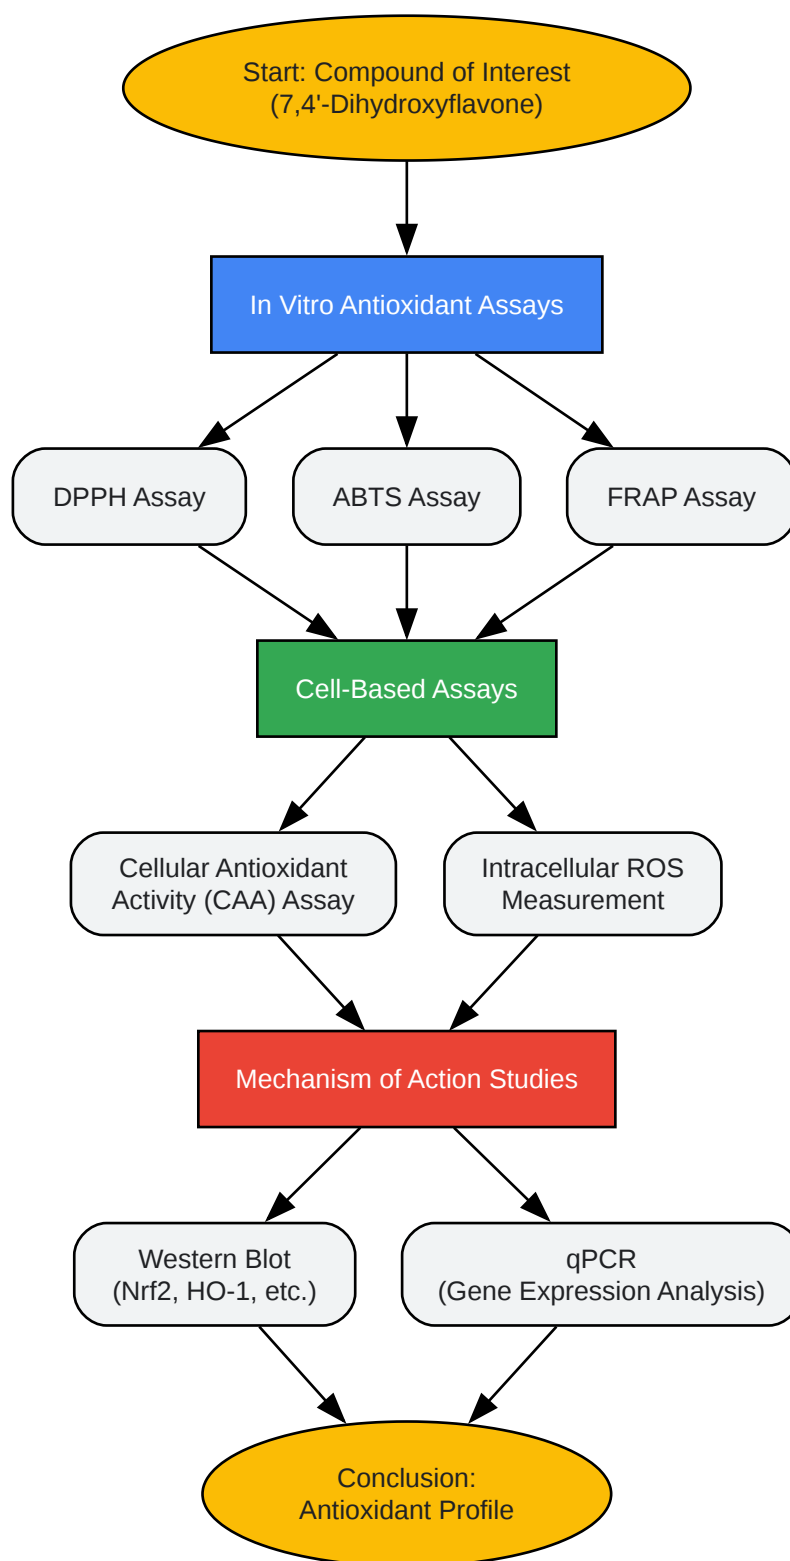 Start: Compound of Interest
(7,4'-Dihydroxyflavone)
In Vitro Antioxidant Assays
DPPH Assay
ABTS Assay
FRAP Assay
Cell-Based Assays
Cellular Antioxidant
Activity (CAA) Assay
Intracellular ROS
Measurement
Mechanism of Action Studies
Western Blot
(Nrf2, HO-1, etc.)
qPCR
(Gene Expression Analysis)
Conclusion:
Antioxidant Profile